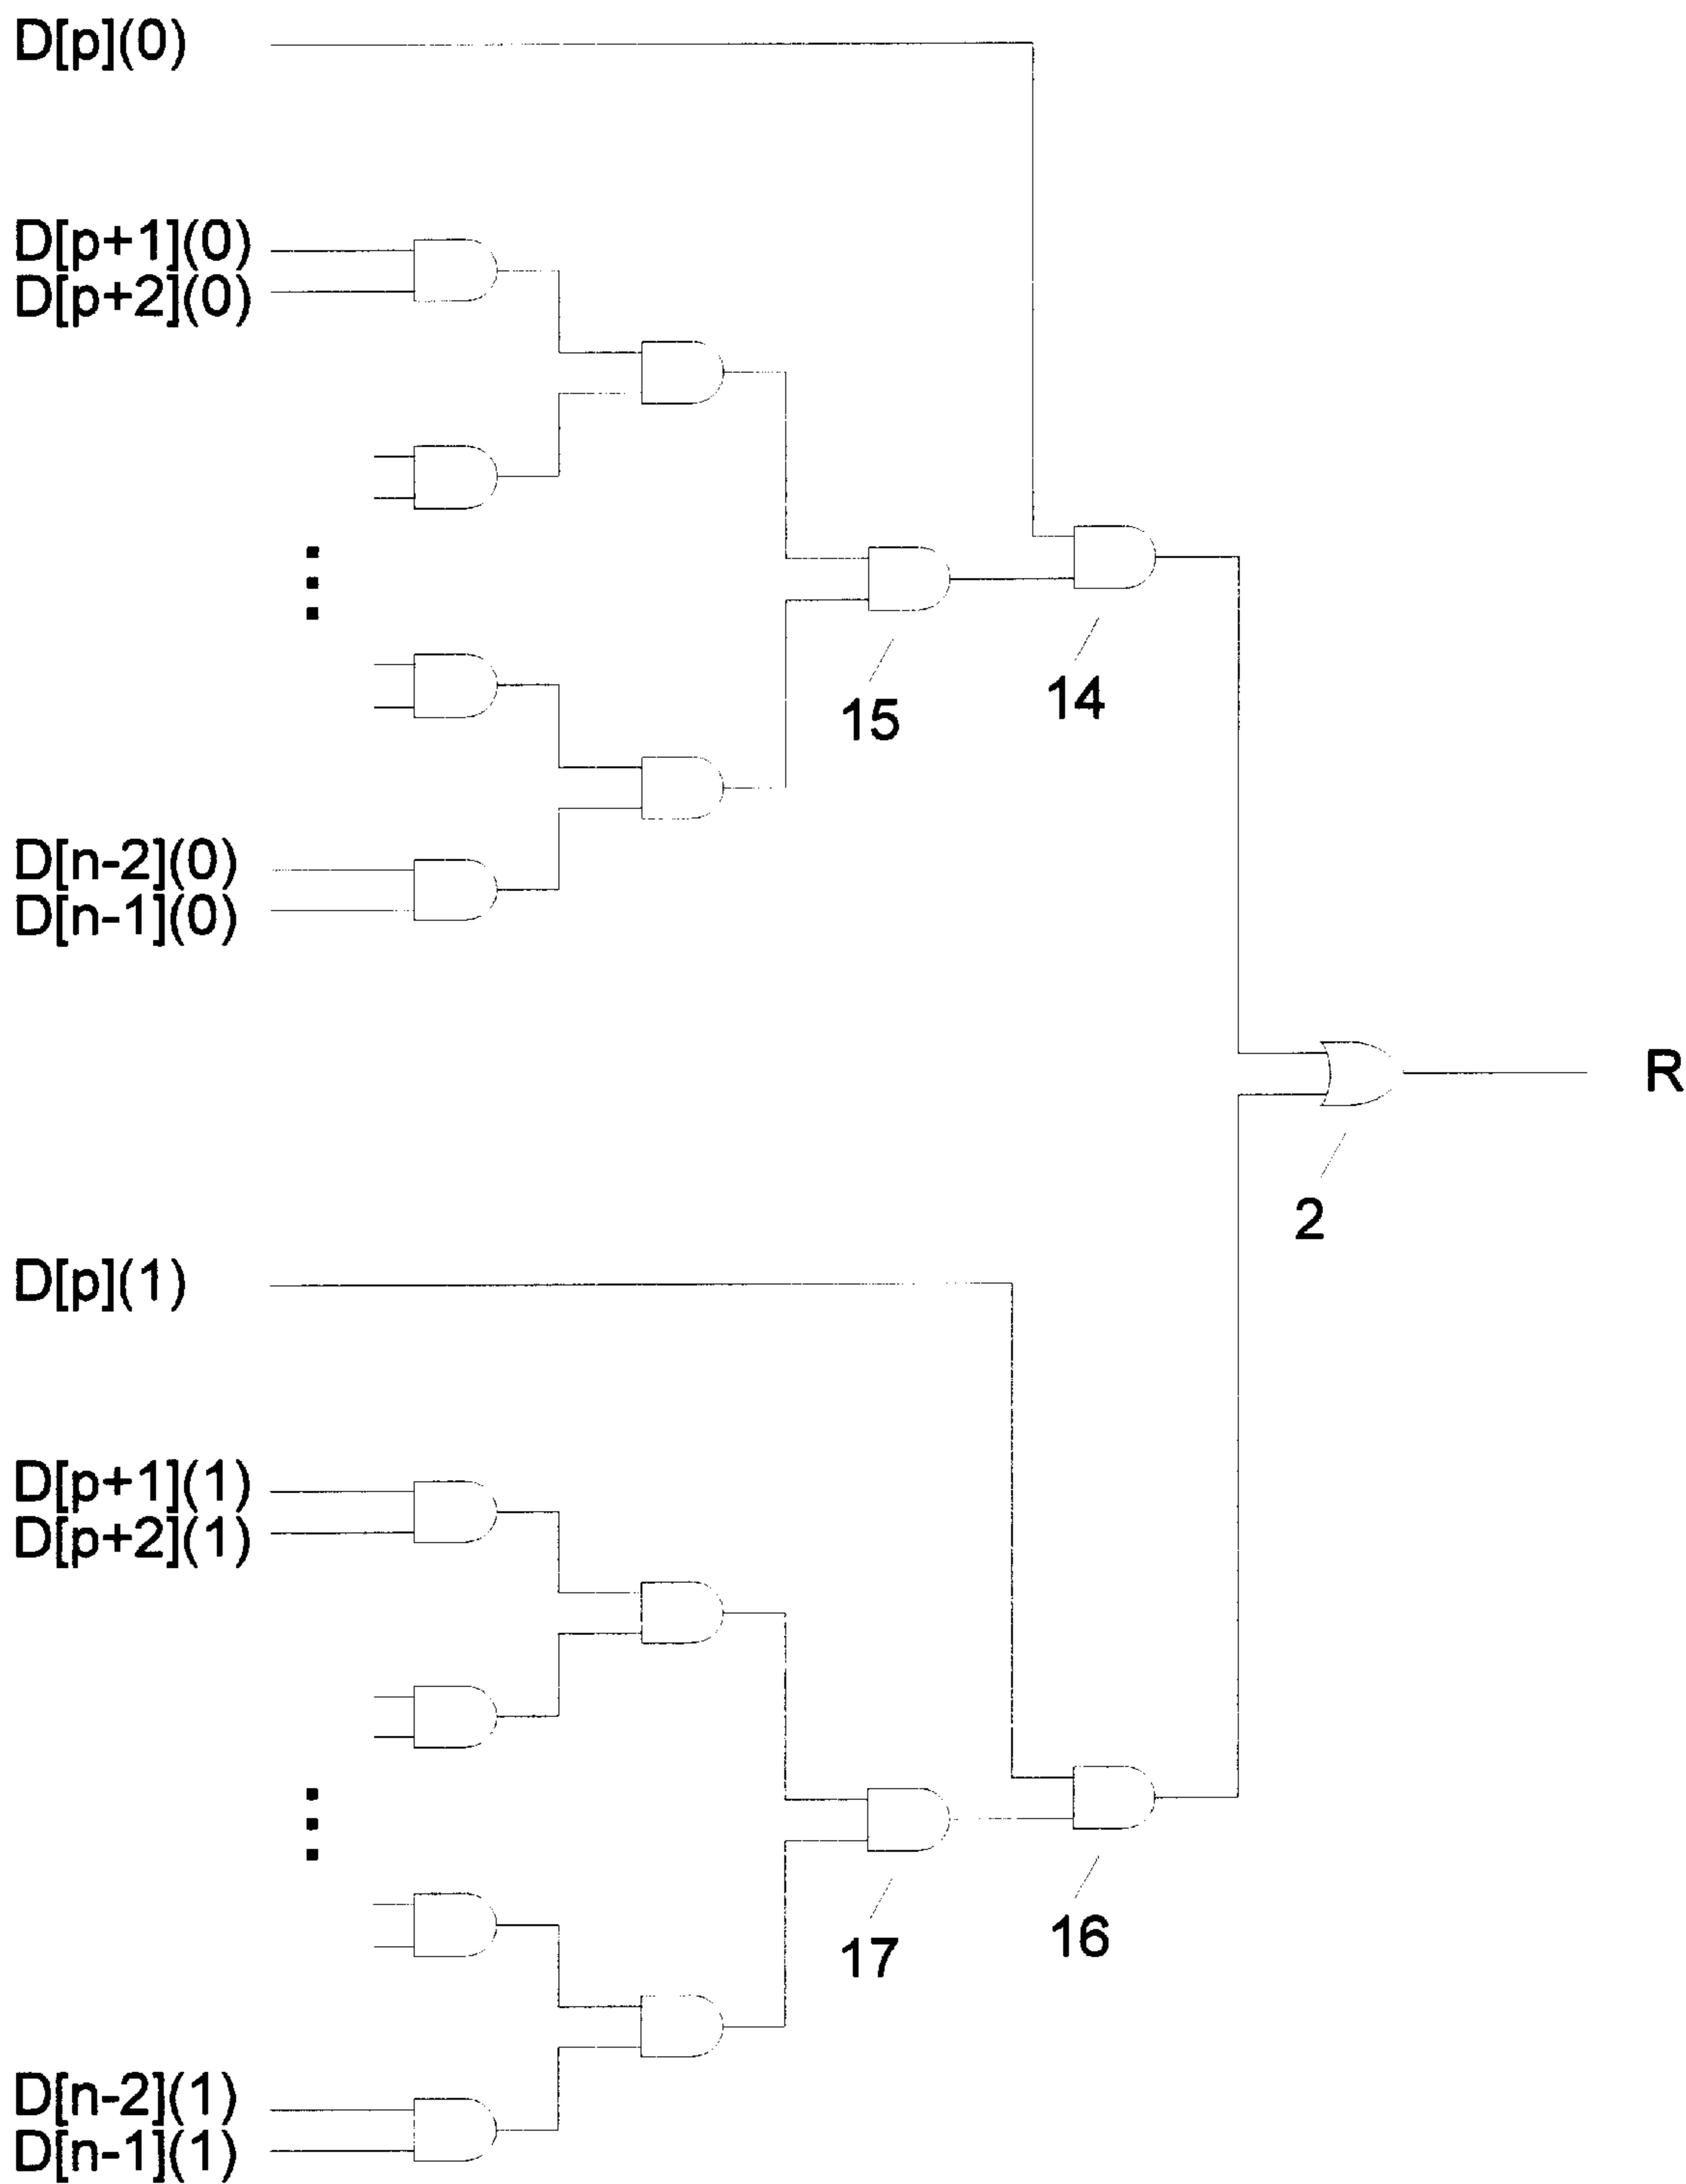 D[p](0)
D[p+1](0)
D[p+2](0)
15
14
D[n-2](0)
D[n-1](0)
R
2
D[p](1)
D[p+1](1)
D[p+2](1)
17
16
D[n-2](1)
D[n-1](1)